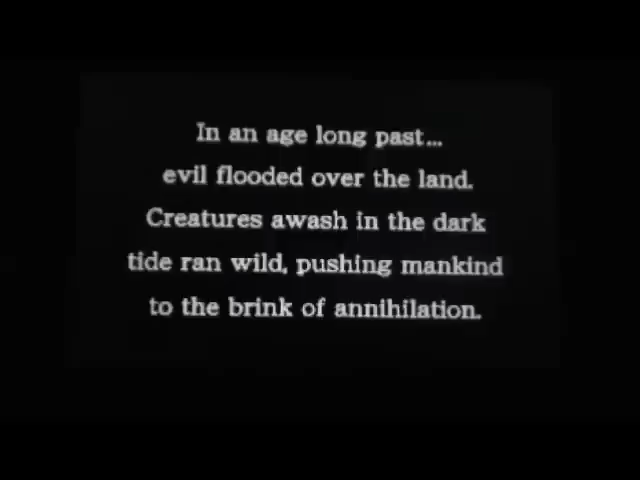 In an age long past...
evil flooded over the land.
Creatures awash in the dark
tide ran wild, pushing mankind
to the brink of annihilation.